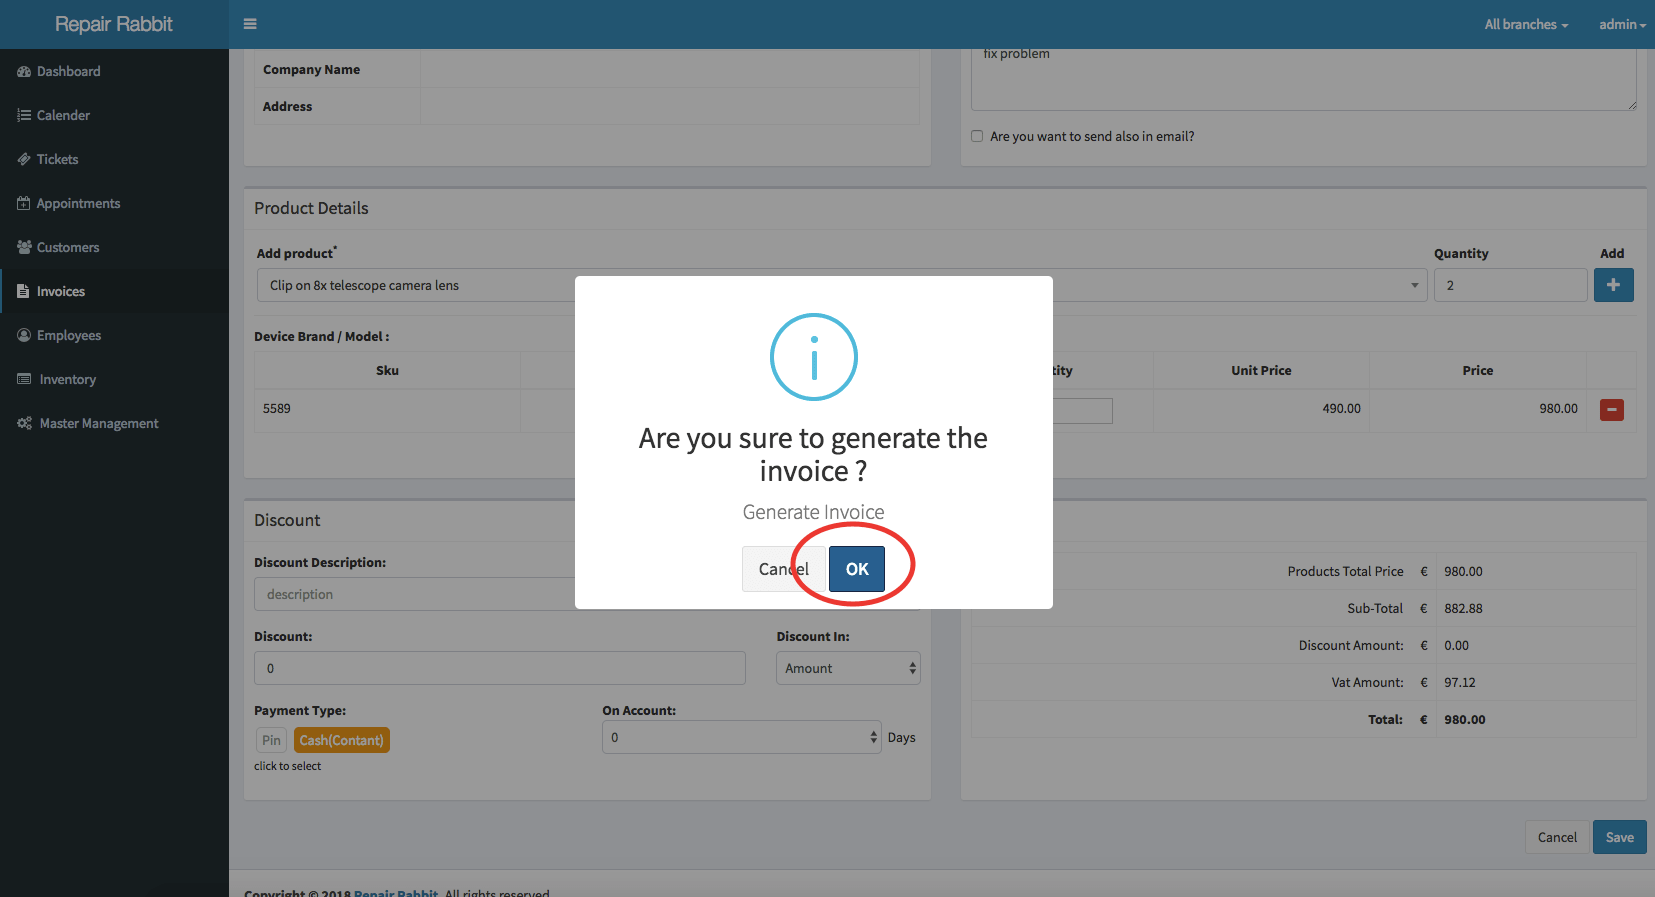 Repair Rabbit
All branches
admin
Dashboard
Calender
Tickets
Appointments
Customers
Invoices
Employees
Inventory
Master Management
Company Name
Address
fix problem
Are you want to send also in email?
Product Details
Add product*
Quantity
Add
Clip on 8x telescope camera lens
2
Device Brand / Model :
Sku
tity
Unit Price
Price
5589
490.00
980.00
Are you sure to generate the
invoice ?
Generate Invoice
Cancel
OK
Discount
Discount Description:
description
Discount:
Discount In:
0
Amount
Payment Type:
On Account:
Pin
Cash(Contant)
0
Days
click to select
Products Total Price € 980.00
Sub-Total € 882.88
Discount Amount: € 0.00
Vat Amount: € 97.12
Total: € 980.00
Cancel
Save
Copyright © 2018 Repair Rabbit. All rights reserved.